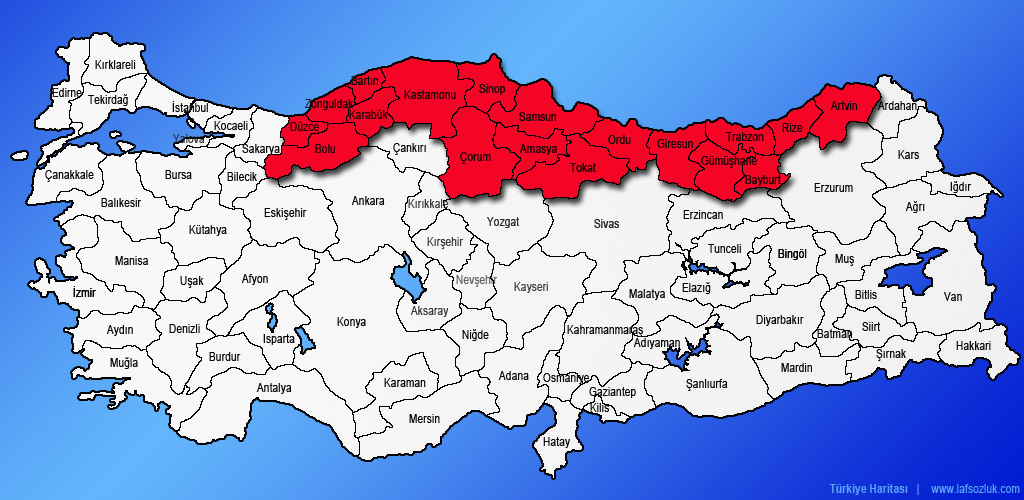 Kırklareli
Edirne
Tekirdağ
İstanbul
Kocaeli
Yalova
Sakarya
Düzce
Bolu
Zonguldak
Bartın
Karabük
Kastamonu
Sinop
Samsun
Çorum
Amasya
Tokat
Ordu
Giresun
Trabzon
Gümüşhane
Bayburt
Rize
Artvin
Ardahan
Kars
Iğdır
Ağrı
Erzurum
Erzincan
Çankırı
Çanakkale
Bursa
Bilecik
Balıkesir
Eskişehir
Ankara
Kırıkkale
Yozgat
Sivas
Kütahya
Kırşehir
Tunceli
Bingöl
Muş
Manisa
Uşak
Afyon
Nevşehir
Kayseri
Malatya
Elazığ
Bitlis
Van
İzmir
Aksaray
Konya
Aydın
Denizli
Isparta
Niğde
Kahramanmaraş
Adıyaman
Diyarbakır
Batman
Siirt
Şırnak
Hakkari
Muğla
Burdur
Antalya
Karaman
Adana
Osmaniye
Gaziantep
Kilis
Şanlıurfa
Mardin
Mersin
Hatay
Türkiye Haritası | www.lafsozluk.com